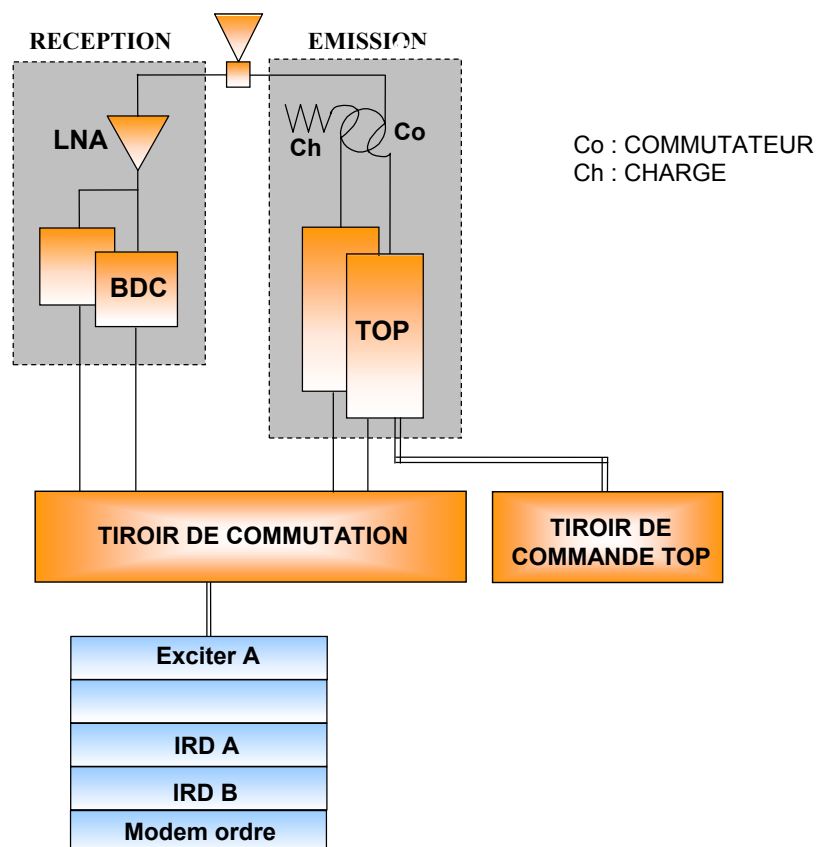 RECEPTION
EMISSION
LNA
Ch
Co
Co : COMMUTATEUR
Ch : CHARGE
BDC
TOP
TIROIR DE COMMUTATION
TIROIR DE
COMMANDE TOP
Exciter A
IRD A
IRD B
Modem ordre